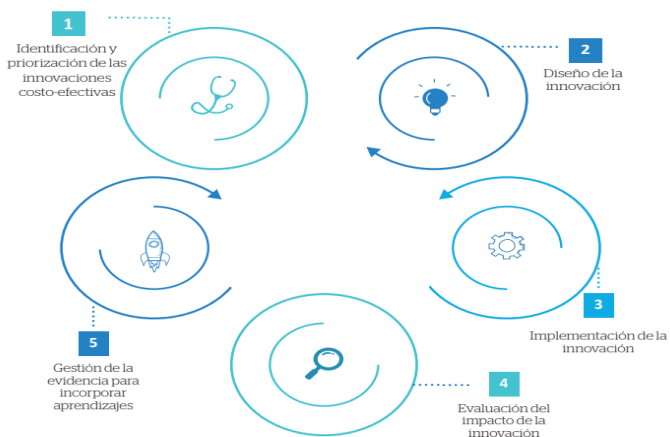 1
Identificación y
priorización de las
innovaciones
costo-efectivas
2
Diseño de la
innovación
3
Implementación de la
innovación
4
Evaluación del
impacto de la
innovación
5
Gestión de la
evidencia para
incorporar
aprendizajes